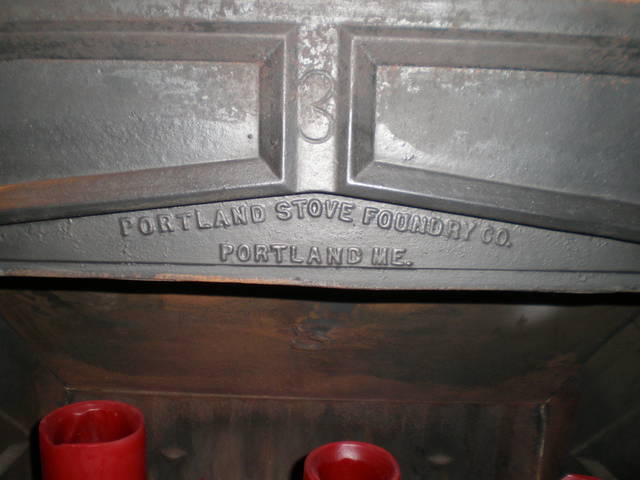 3
PORTLAND STOVE FOUNDRY CO.
PORTLAND ME.